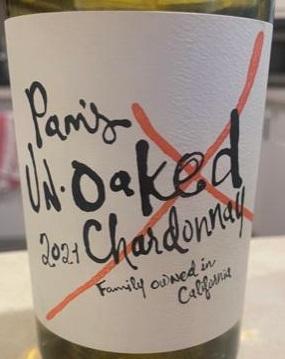 Pam's
UN-Oaked
2021 Chardonnay
Family owned in
California